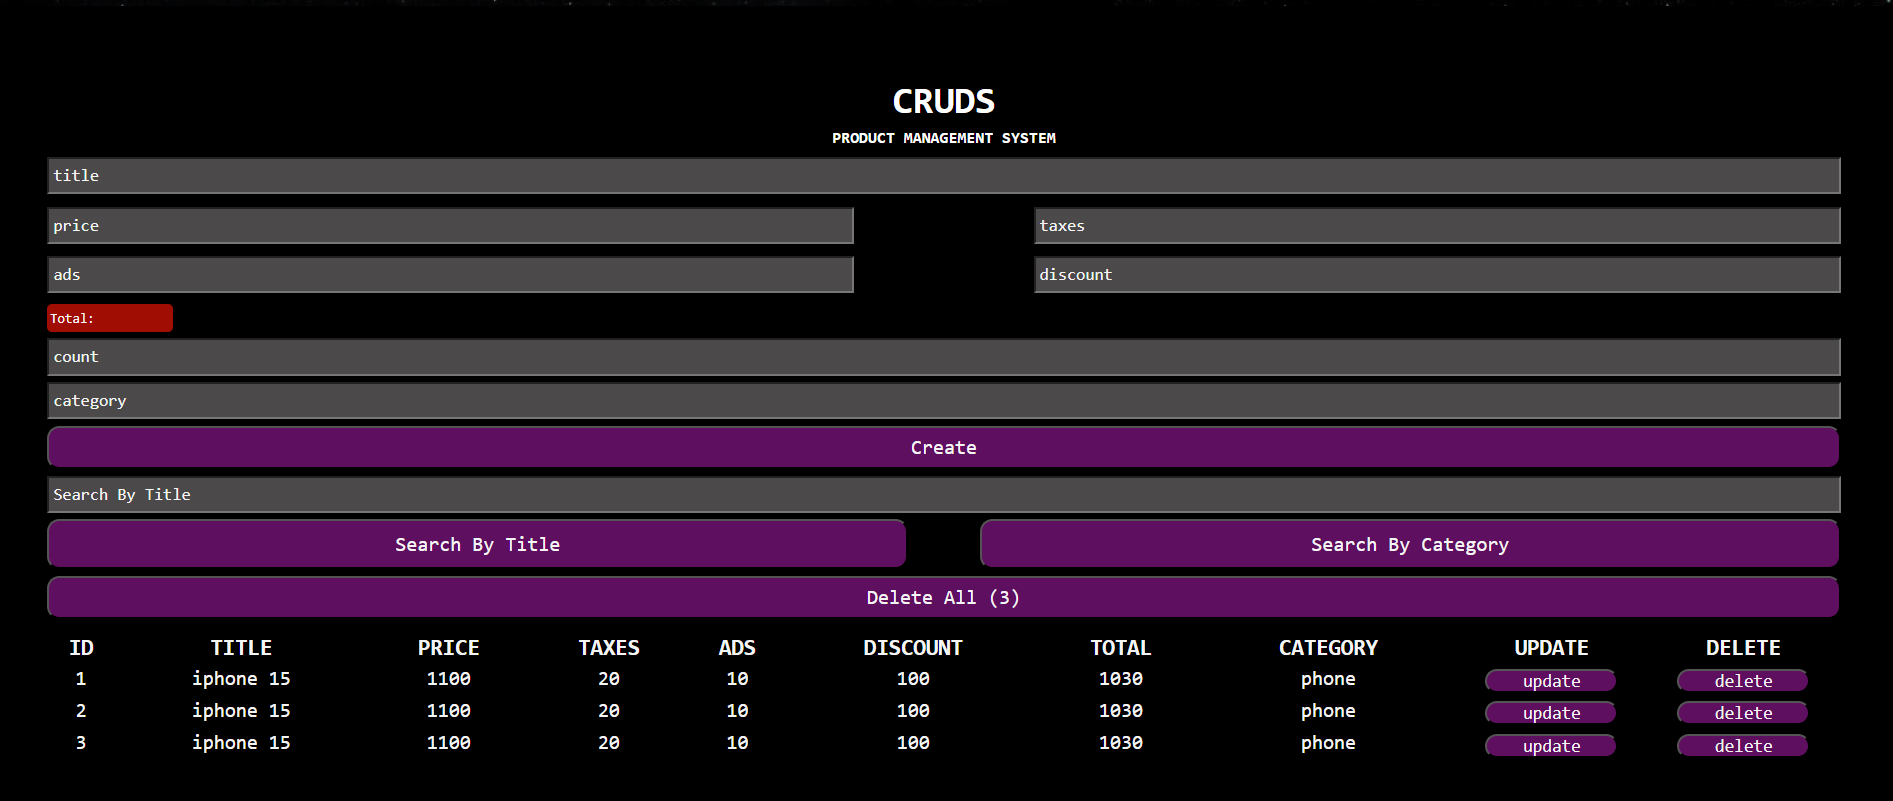 CRUDS
PRODUCT MANAGEMENT SYSTEM
title
price taxes
ads discount
Total:
count
category
Create
Search By Title
Search By Title Search By Category
Delete All (3)
ID TITLE PRICE TAXES ADS DISCOUNT TOTAL CATEGORY UPDATE DELETE
1 iphone 15 1100 20 10 100 1030 phone update delete
2 iphone 15 1100 20 10 100 1030 phone update delete
3 iphone 15 1100 20 10 100 1030 phone update delete